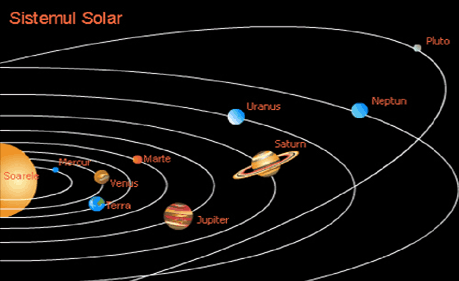 Sistemul Solar
Pluto
Neptun
Uranus
Saturn
Marte
Mercur
Soarele
Venus
Terra
Jupiter